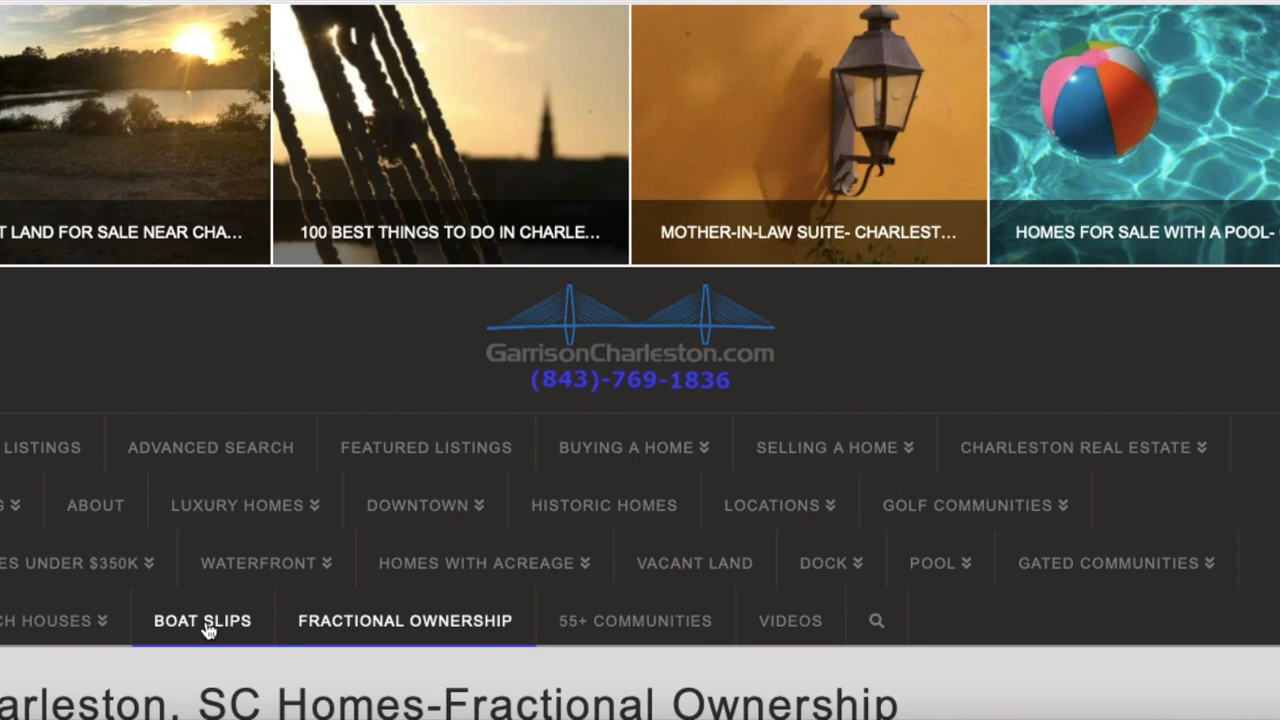 T LAND FOR SALE NEAR CHA...
100 BEST THINGS TO DO IN CHARLE...
MOTHER-IN-LAW SUITE- CHARLEST...
HOMES FOR SALE WITH A POOL-
GarrisonCharleston.com
(843)-769-1836
LISTINGS ADVANCED SEARCH FEATURED LISTINGS BUYING A HOME SELLING A HOME CHARLESTON REAL ESTATE
ABOUT LUXURY HOMES DOWNTOWN HISTORIC HOMES LOCATIONS GOLF COMMUNITIES
ES UNDER $350K WATERFRONT HOMES WITH ACREAGE VACANT LAND DOCK POOL GATED COMMUNITIES
CH HOUSES BOAT SLIPS FRACTIONAL OWNERSHIP 55+ COMMUNITIES VIDEOS
arleston, SC Homes-Fractional Ownership